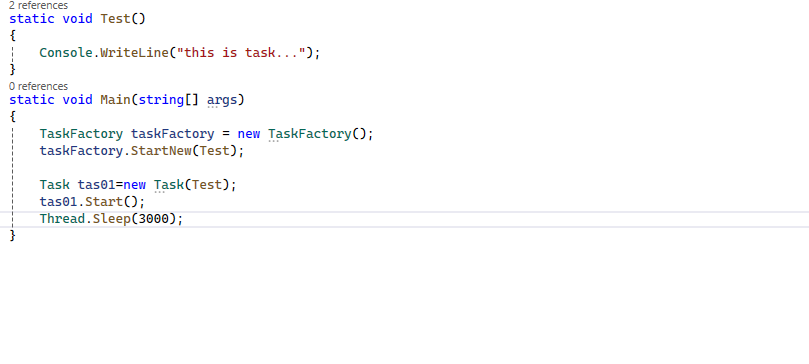 2 references
static void Test()
{
Console.WriteLine("this is task...");
}
0 references
static void Main(string[] args)
{
TaskFactory taskFactory = new TaskFactory();
taskFactory.StartNew(Test);
Task tas01=new Task(Test);
tas01.Start();
Thread.Sleep(3000);
}